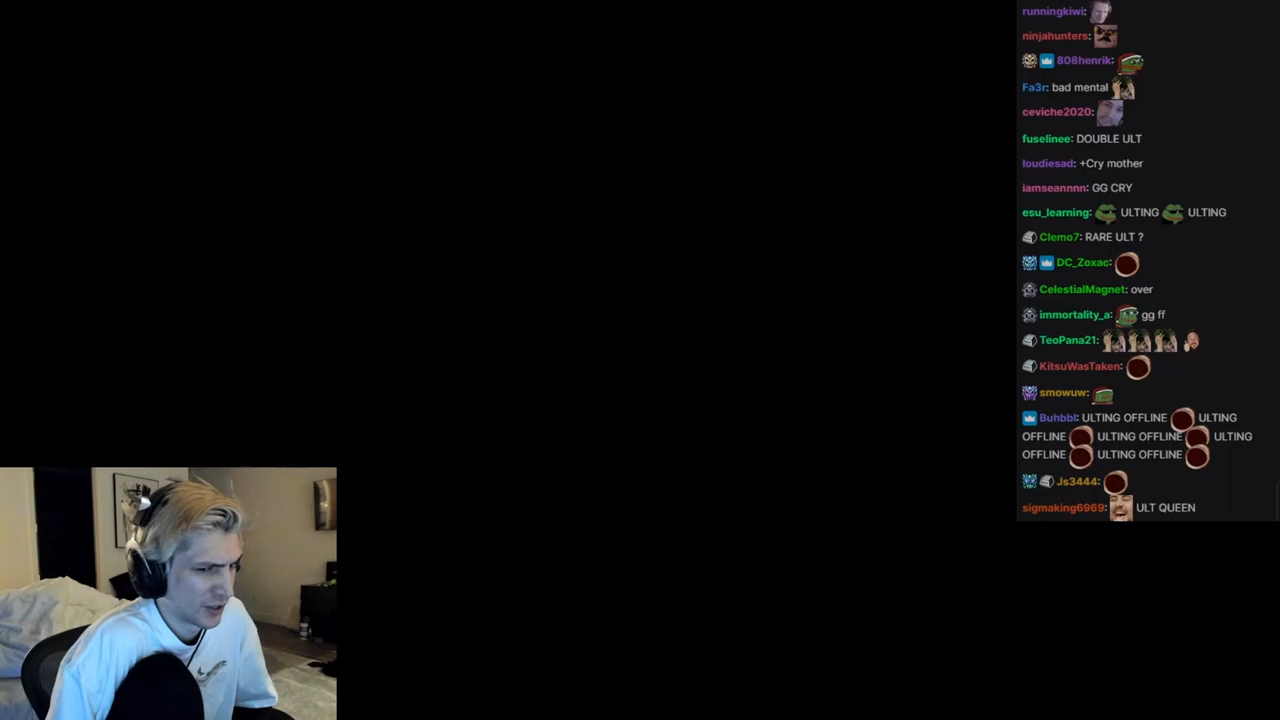 runningkiwi:
ninjahunters:
808henrik:
Fa3r: bad mental
ceviche2020:
fuselinee: DOUBLE ULT
loudiesad: +Cry mother
iamseannnn: GG CRY
esu_learning: ULTING ULTING
Clemo7: RARE ULT ?
DC_Zoxac:
CelestialMagnet: over
immortality_a: gg ff
TeoPana21:
KitsuWasTaken:
smowuw:
Buhbbl: ULTING OFFLINE ULTING
OFFLINE ULTING OFFLINE ULTING
OFFLINE ULTING OFFLINE
Js3444:
sigmaking6969: ULT QUEEN